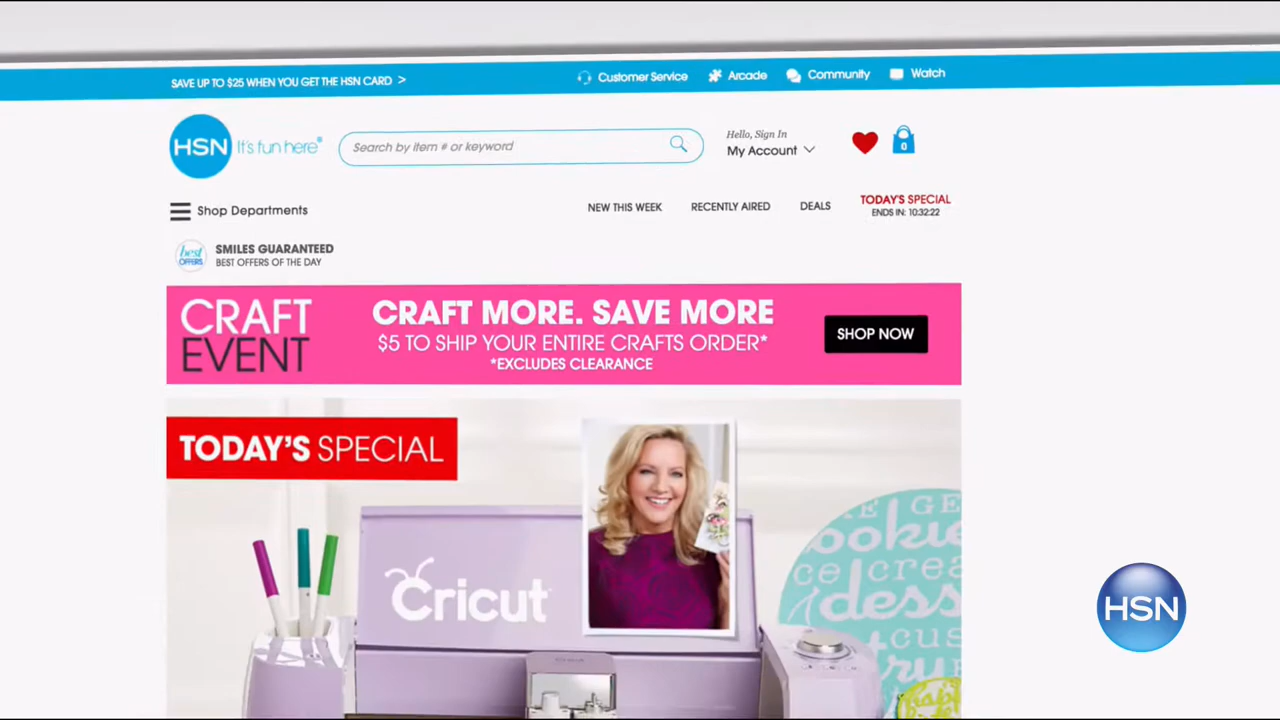 SAVE UP TO $25 WHEN YOU GET THE HSN CARD >
Customer Service
Arcade
Community
Watch
HSN It's fun here®
Search by item # or keyword
Hello, Sign In
My Account
0
Shop Departments
NEW THIS WEEK
RECENTLY AIRED
DEALS
TODAY'S SPECIAL
ENDS IN: 10:32:22
best
OFFERS
SMILES GUARANTEED
BEST OFFERS OF THE DAY
CRAFT
EVENT
CRAFT MORE. SAVE MORE
$5 TO SHIP YOUR ENTIRE CRAFTS ORDER*
*EXCLUDES CLEARANCE
SHOP NOW
TODAY'S SPECIAL
Cricut
HSN